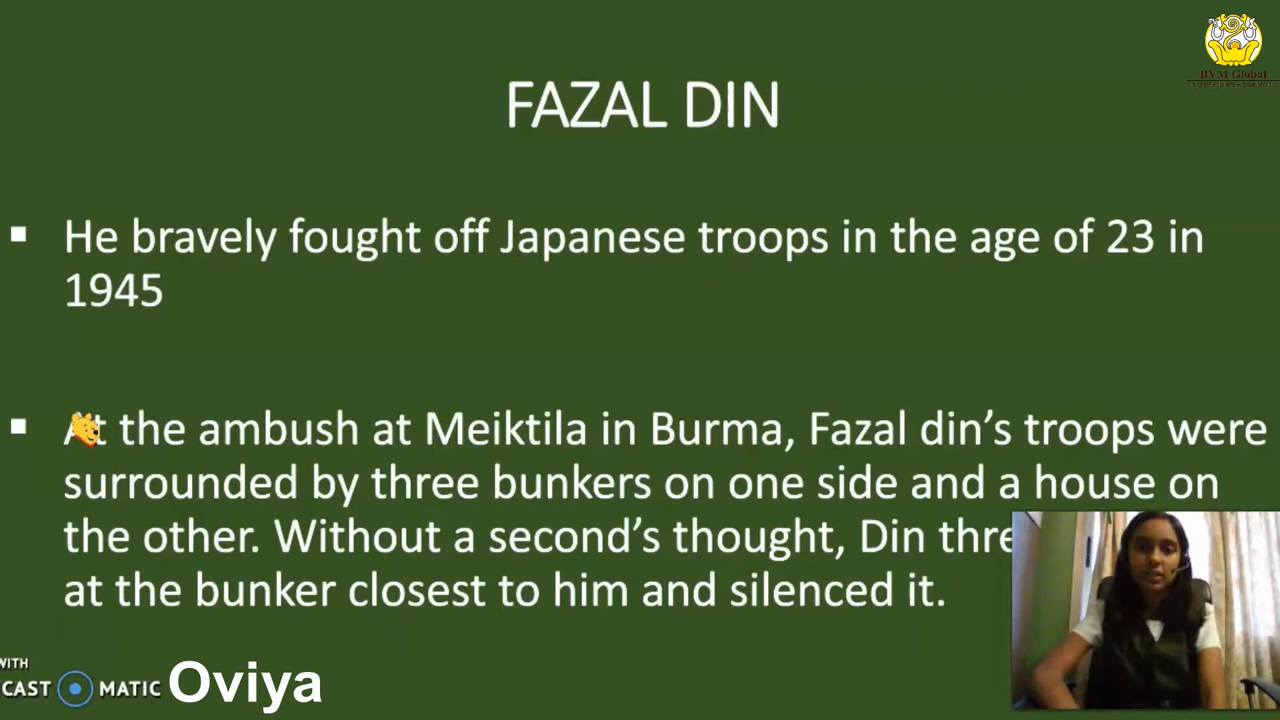 BVM Global
FAZAL DIN
He bravely fought off Japanese troops in the age of 23 in
1945
At the ambush at Meiktila in Burma, Fazal din’s troops were
surrounded by three bunkers on one side and a house on
the other. Without a second’s thought, Din thre
at the bunker closest to him and silenced it.
WITH
CAST MATIC
Oviya